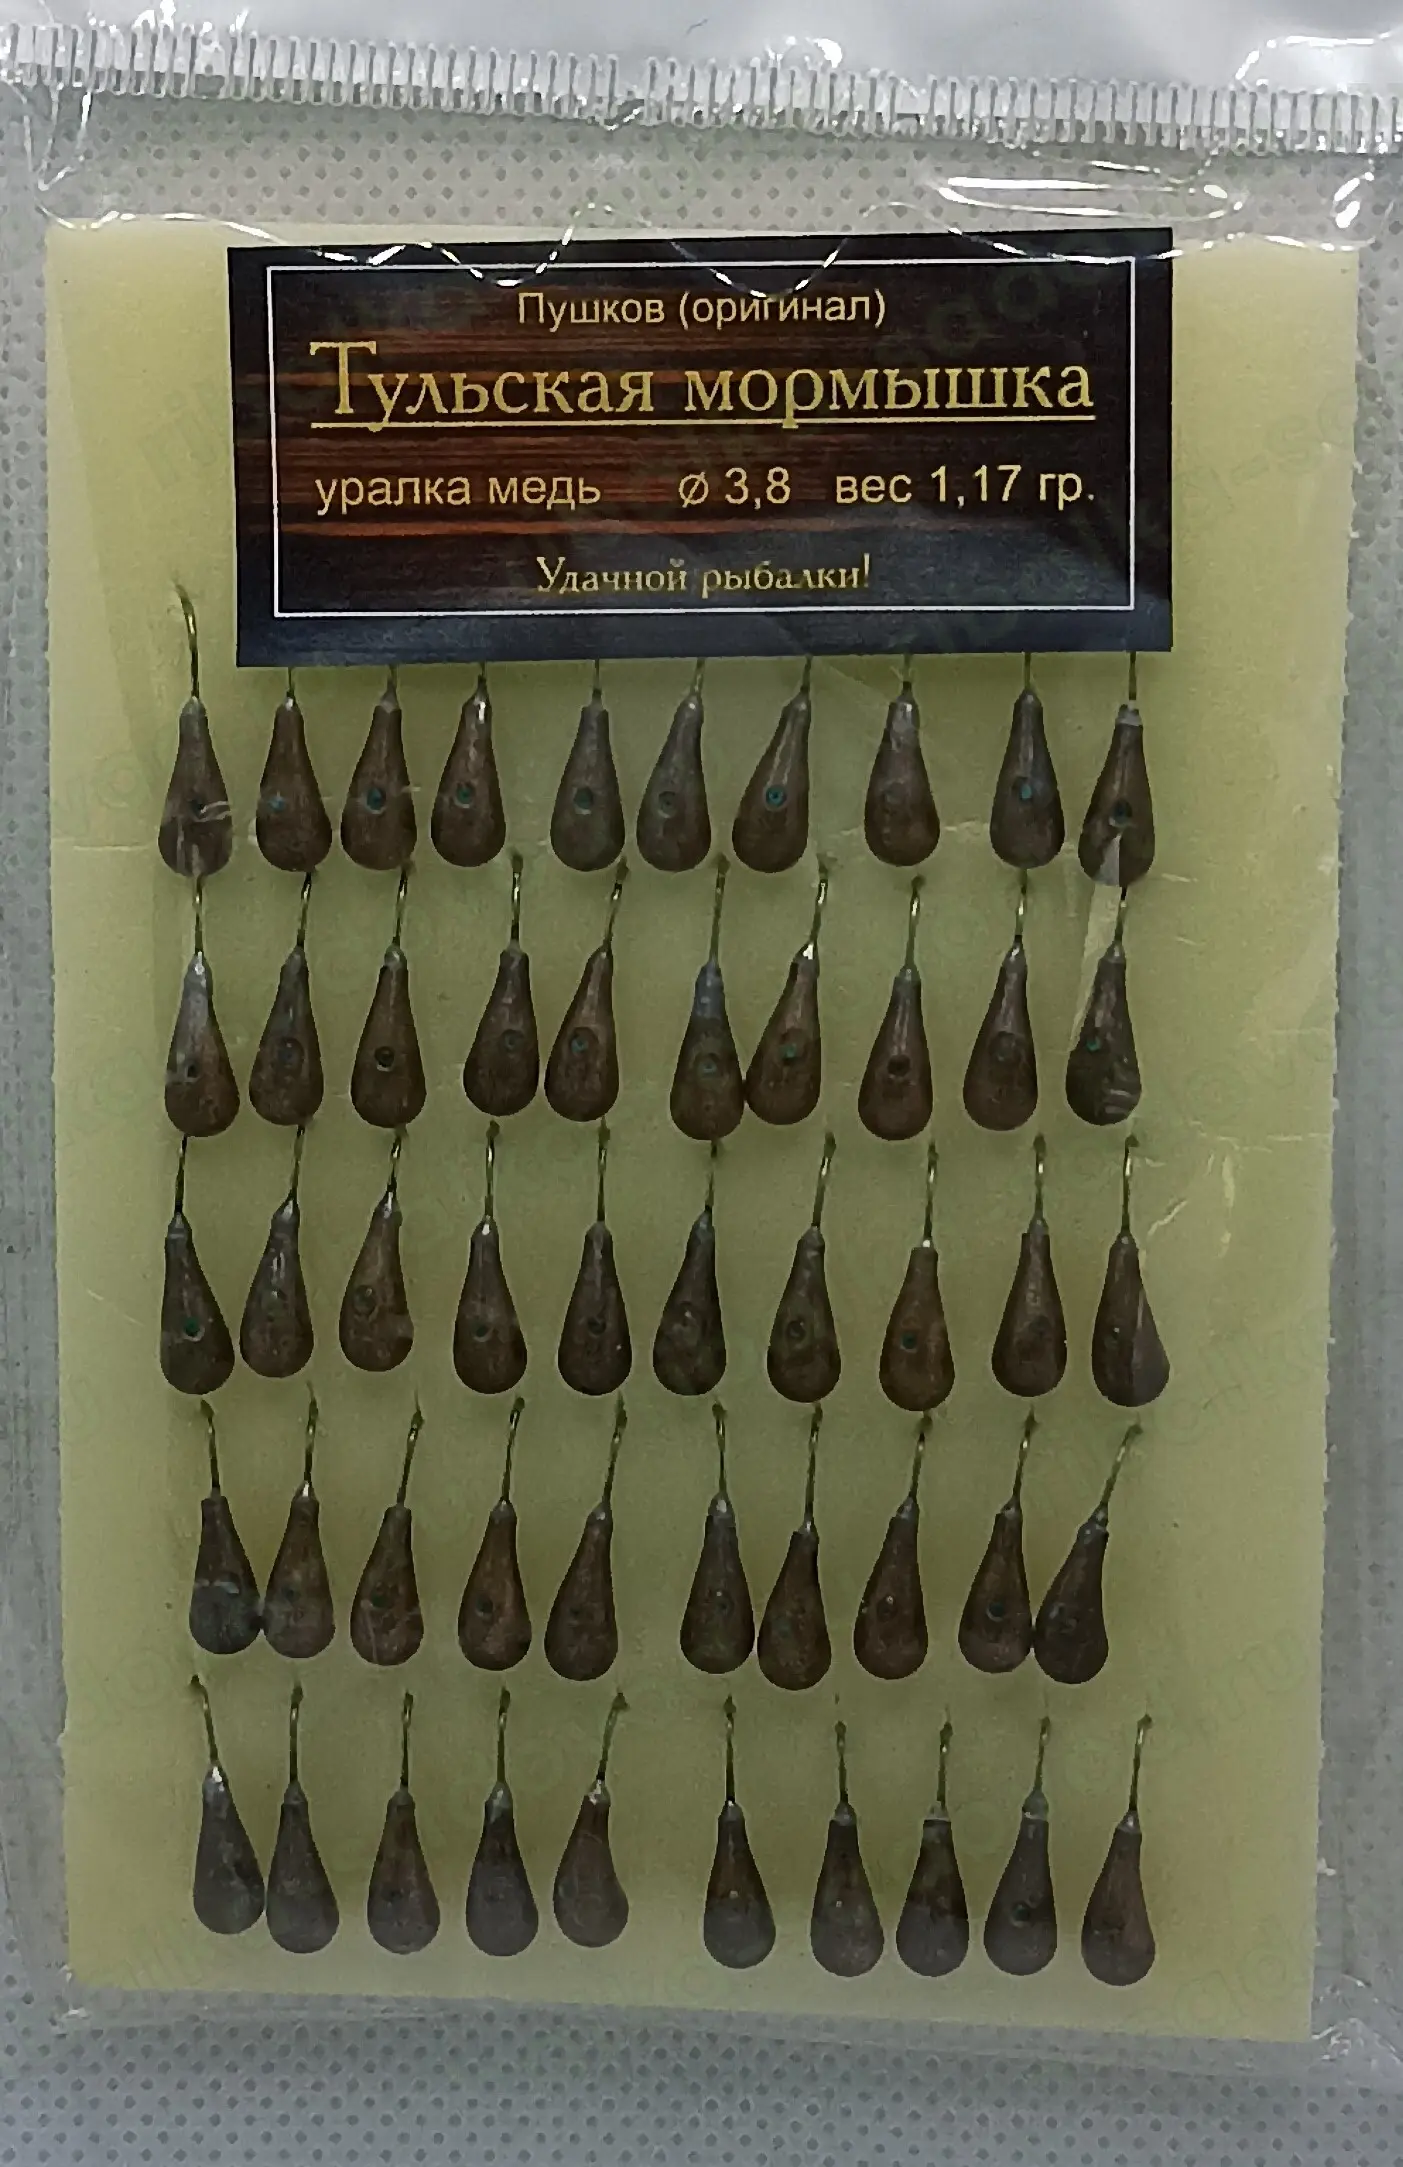 Пушков (оригинал)
Тульская мормышка
уралка медь ø 3,8 вес 1,17 гр.
Удачной рыбалки!